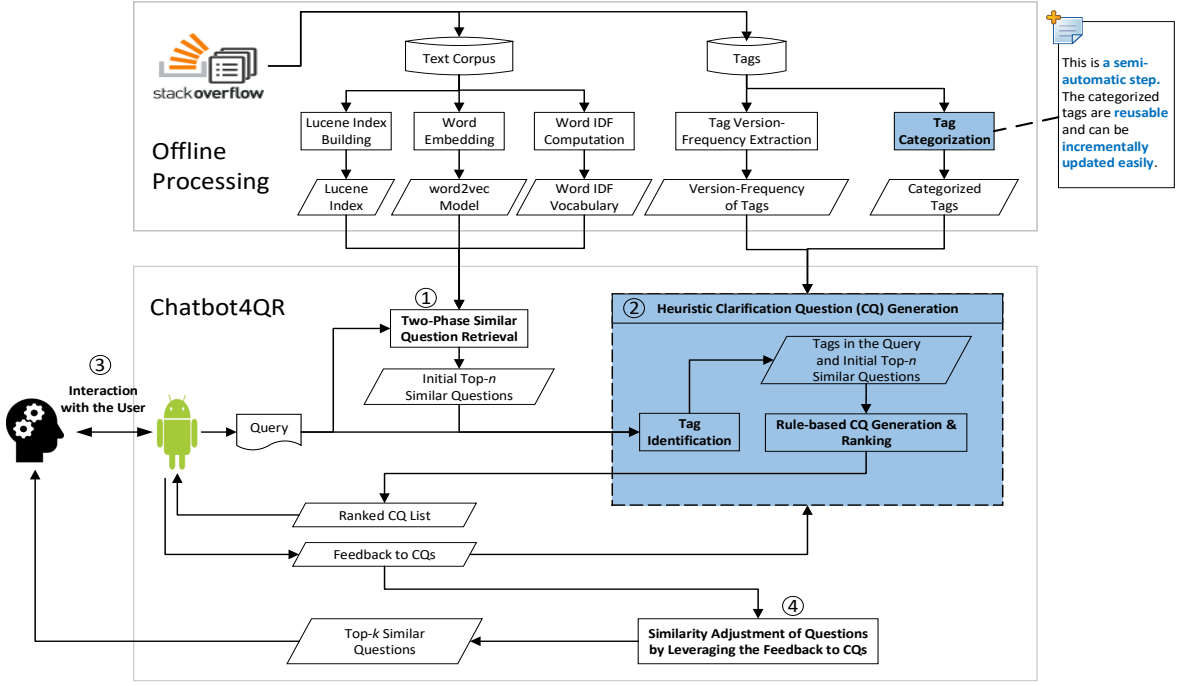 stackoverflow
Offline
Processing
Text Corpus
Tags
Lucene Index
Building
Word
Embedding
Word IDF
Computation
Tag Version-
Frequency Extraction
Tag
Categorization
Lucene
Index
word2vec
Model
Word IDF
Vocabulary
Version-Frequency
of Tags
Categorized
Tags
This is a semi-
automatic step.
The categorized
tags are reusable
and can be
incrementally
updated easily.
Chatbot4QR
①
Two-Phase Similar
Question Retrieval
Initial Top-n
Similar Questions
② Heuristic Clarification Question (CQ) Generation
Tags in the Query
and Initial Top-n
Similar Questions
Tag
Identification
Rule-based CQ Generation &
Ranking
③
Interaction
with the User
Query
Ranked CQ List
Feedback to CQs
④
Similarity Adjustment of Questions
by Leveraging the Feedback to CQs
Top-k Similar
Questions